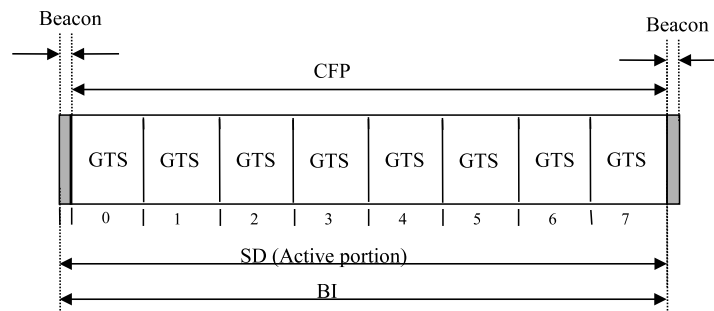 Beacon
Beacon
CFP
GTS GTS GTS GTS GTS GTS GTS GTS
0 1 2 3 4 5 6 7
SD (Active portion)
BI